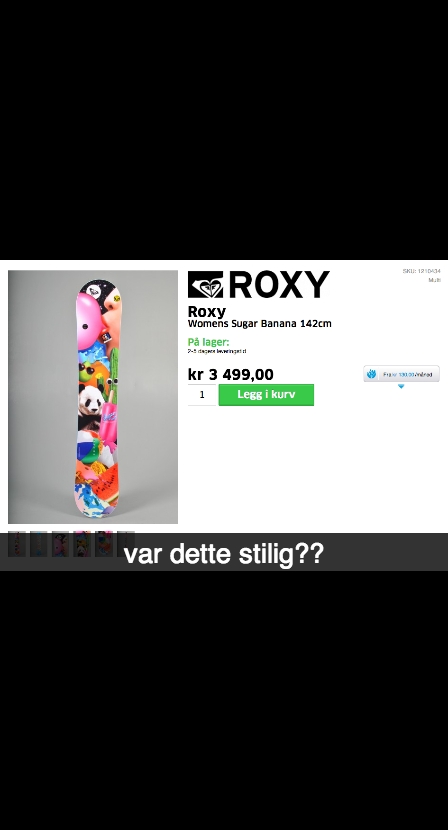 ROXY
SKU: 1210434
Multi
Roxy
Womens Sugar Banana 142cm
På lager:
2-5 dagers leveringstid
kr 3 499,00
Fra kr 130,00/måned
1
Legg i kurv
var dette stilig??